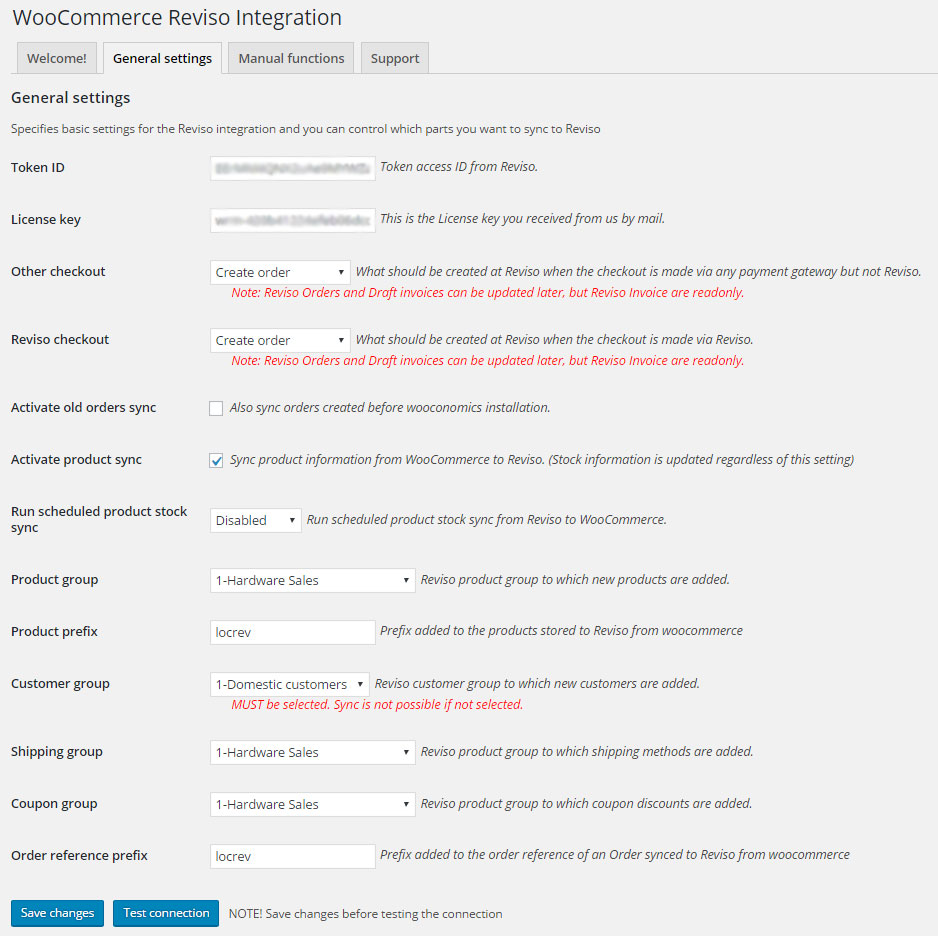 WooCommerce Reviso Integration
Welcome! General settings Manual functions Support
General settings
Specifies basic settings for the Reviso integration and you can control which parts you want to sync to Reviso
Token ID Token access ID from Reviso.
License key This is the License key you received from us by mail.
Other checkout Create order What should be created at Reviso when the checkout is made via any payment gateway but not Reviso.
Note: Reviso Orders and Draft invoices can be updated later, but Reviso Invoice are readonly.
Reviso checkout Create order What should be created at Reviso when the checkout is made via Reviso.
Note: Reviso Orders and Draft invoices can be updated later, but Reviso Invoice are readonly.
Activate old orders sync Also sync orders created before wooconomics installation.
Activate product sync Sync product information from WooCommerce to Reviso. (Stock information is updated regardless of this setting)
Run scheduled product stock
sync Disabled Run scheduled product stock sync from Reviso to WooCommerce.
Product group 1-Hardware Sales Reviso product group to which new products are added.
Product prefix locrev Prefix added to the products stored to Reviso from woocommerce
Customer group 1-Domestic customers Reviso customer group to which new customers are added.
MUST be selected. Sync is not possible if not selected.
Shipping group 1-Hardware Sales Reviso product group to which shipping methods are added.
Coupon group 1-Hardware Sales Reviso product group to which coupon discounts are added.
Order reference prefix locrev Prefix added to the order reference of an Order synced to Reviso from woocommerce
Save changes Test connection NOTE! Save changes before testing the connection